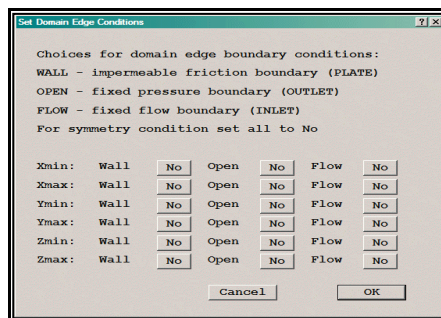 Set Domain Edge Conditions ? ×
Choices for domain edge boundary conditions:
WALL - impermeable friction boundary (PLATE)
OPEN - fixed pressure boundary (OUTLET)
FLOW - fixed flow boundary (INLET)
For symmetry condition set all to No
Xmin: Wall No Open No Flow No
Xmax: Wall No Open No Flow No
Ymin: Wall No Open No Flow No
Ymax: Wall No Open No Flow No
Zmin: Wall No Open No Flow No
Zmax: Wall No Open No Flow No
Cancel OK